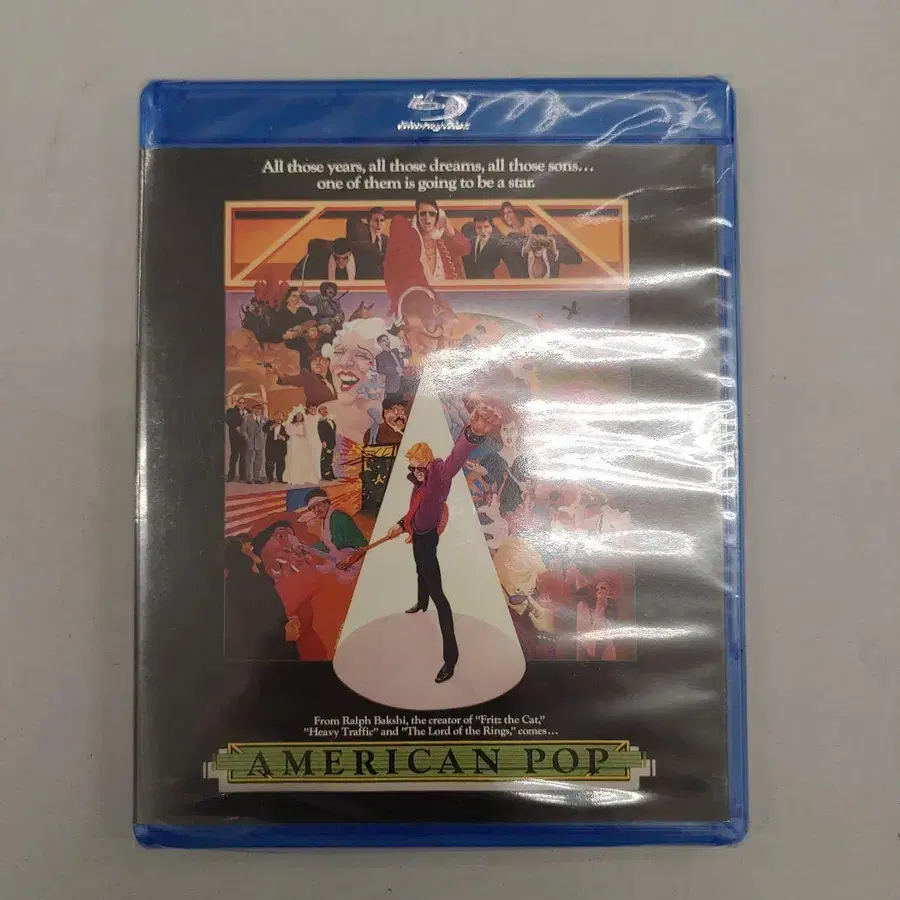 Blu-ray Disc
All those years, all those dreams, all those sons...
one of them is going to be a star.
From Ralph Bakshi, the creator of "Fritz the Cat,"
"Heavy Traffic" and "The Lord of the Rings," comes...
AMERICAN POP